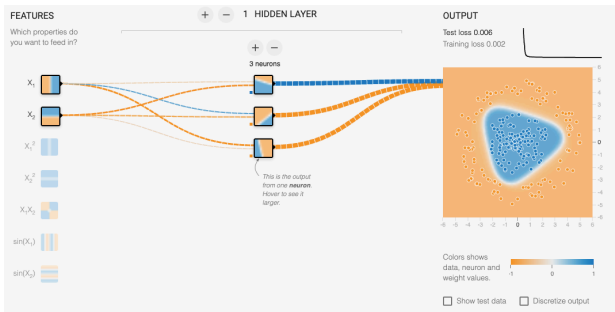 FEATURES
Which properties do
you want to feed in?
+ − 1 HIDDEN LAYER
+ −
3 neurons
X1
X2
X1²
X2²
X1X2
sin(X1)
sin(X2)
This is the output
from one neuron.
Hover to see it
larger.
OUTPUT
Test loss 0.006
Training loss 0.002
6
5
4
3
2
1
0
-1
-2
-3
-4
-5
-6
-6 -5 -4 -3 -2 -1 0 1 2 3 4 5 6
Colors shows
data, neuron and
weight values.
-1 0 1
Show test data
Discretize output